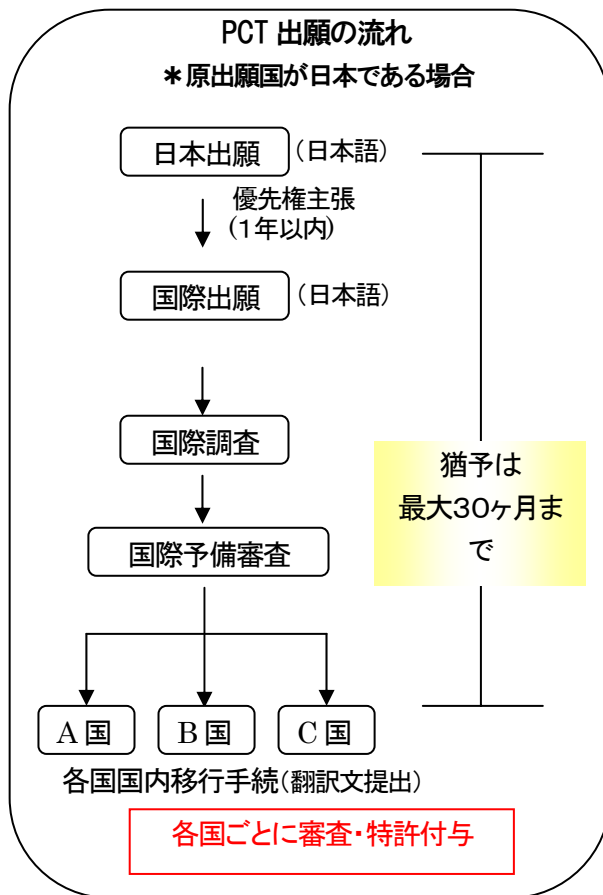 PCT 出願の流れ
＊原出願国が日本である場合
日本出願 (日本語)
優先権主張
(1年以内)
国際出願 (日本語)
国際調査
国際予備審査
猶予は
最大30ヶ月ま
で
A 国 B 国 C 国
各国国内移行手続(翻訳文提出)
各国ごとに審査・特許付与